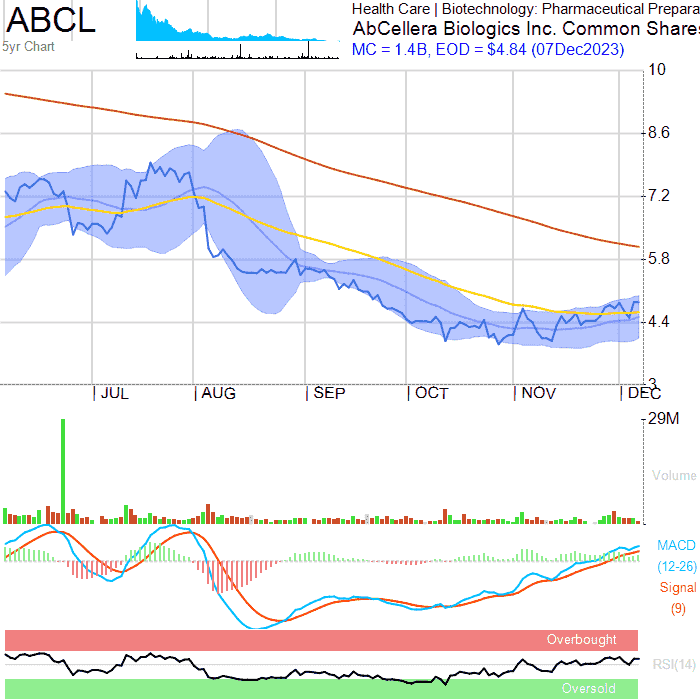 ABCL
5yr Chart
Health Care | Biotechnology: Pharmaceutical Prepara
AbCellera Biologics Inc. Common Shares
MC = 1.4B, EOD = $4.84 (07Dec2023)
10
8.6
7.2
5.8
4.4
3
JUL AUG SEP OCT NOV DEC
29M
Volume
MACD
(12-26)
Signal
(9)
Overbought
RSI(14)
Oversold